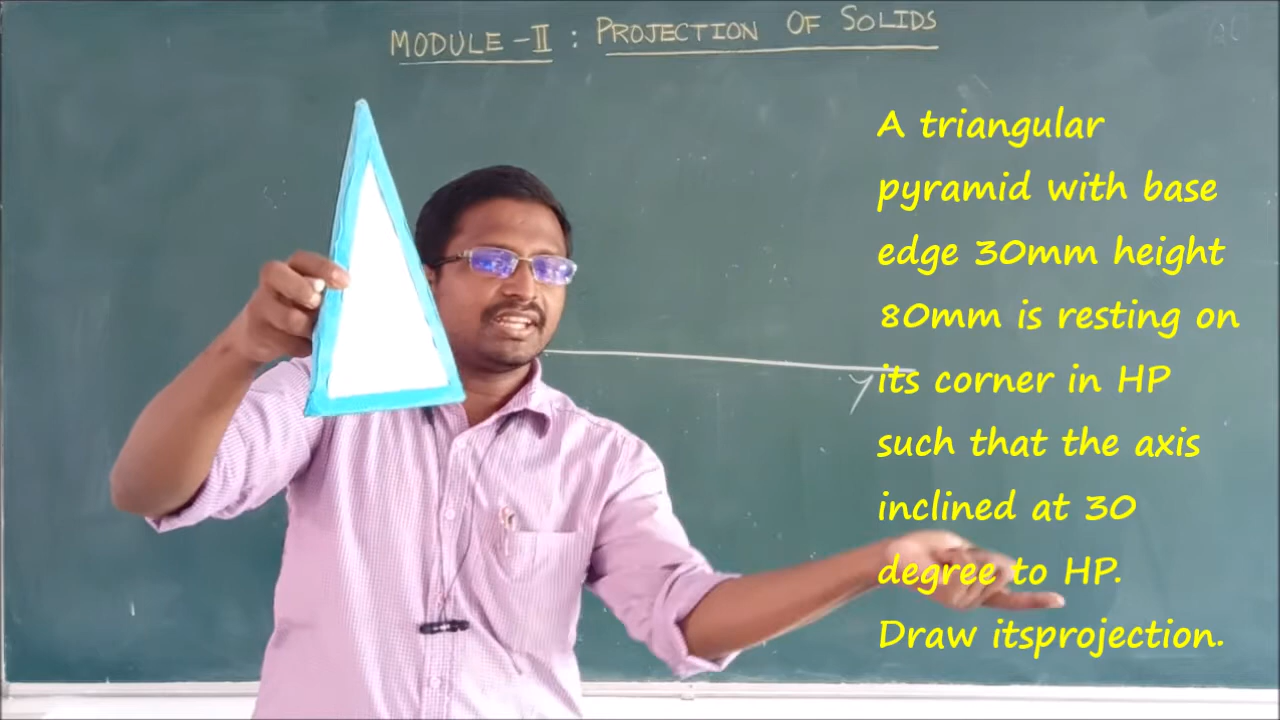 MODULE-II : PROJECTION OF SOLIDS
A triangular
pyramid with base
edge 30mm height
80mm is resting on
its corner in HP
such that the axis
inclined at 30
degree to HP.
Draw itsprojection.
Y